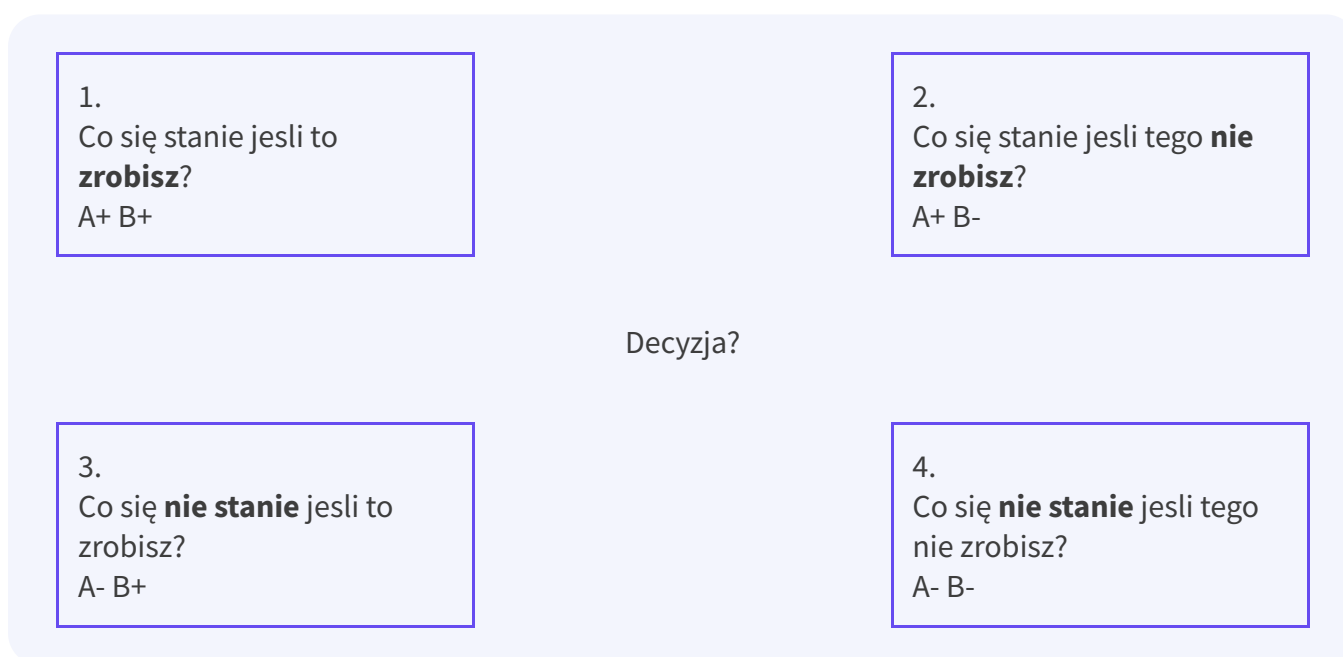 1.
Co się stanie jesli to
zrobisz?
A+ B+
2.
Co się stanie jesli tego nie
zrobisz?
A+ B-
Decyzja?
3.
Co się nie stanie jesli to
zrobisz?
A- B+
4.
Co się nie stanie jesli tego
nie zrobisz?
A- B-